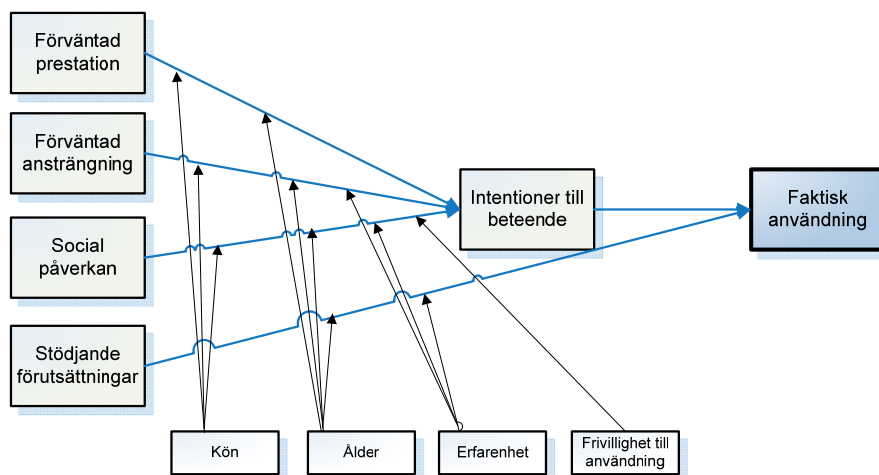 Förväntad
prestation
Förväntad
ansträngning
Social
påverkan
Stödjande
förutsättningar
Intentioner till
beteende
Faktisk
användning
Kön
Ålder
Erfarenhet
Frivillighet till
användning